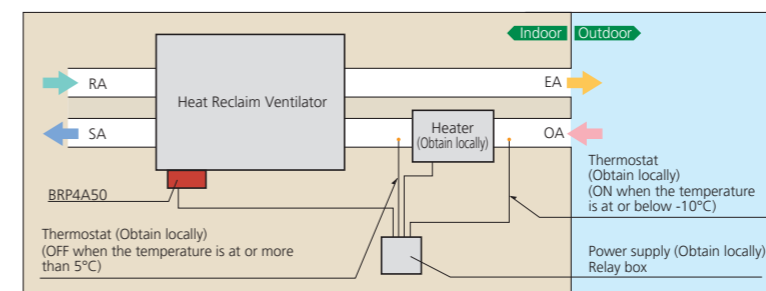 Indoor
Outdoor
RA
EA
Heat Reclaim Ventilator
SA
Heater
(Obtain locally)
OA
BRP4A50
Thermostat
(Obtain locally)
(ON when the temperature
is at or below -10°C)
Thermostat (Obtain locally)
(OFF when the temperature is at or more
than 5°C)
Power supply (Obtain locally)
Relay box